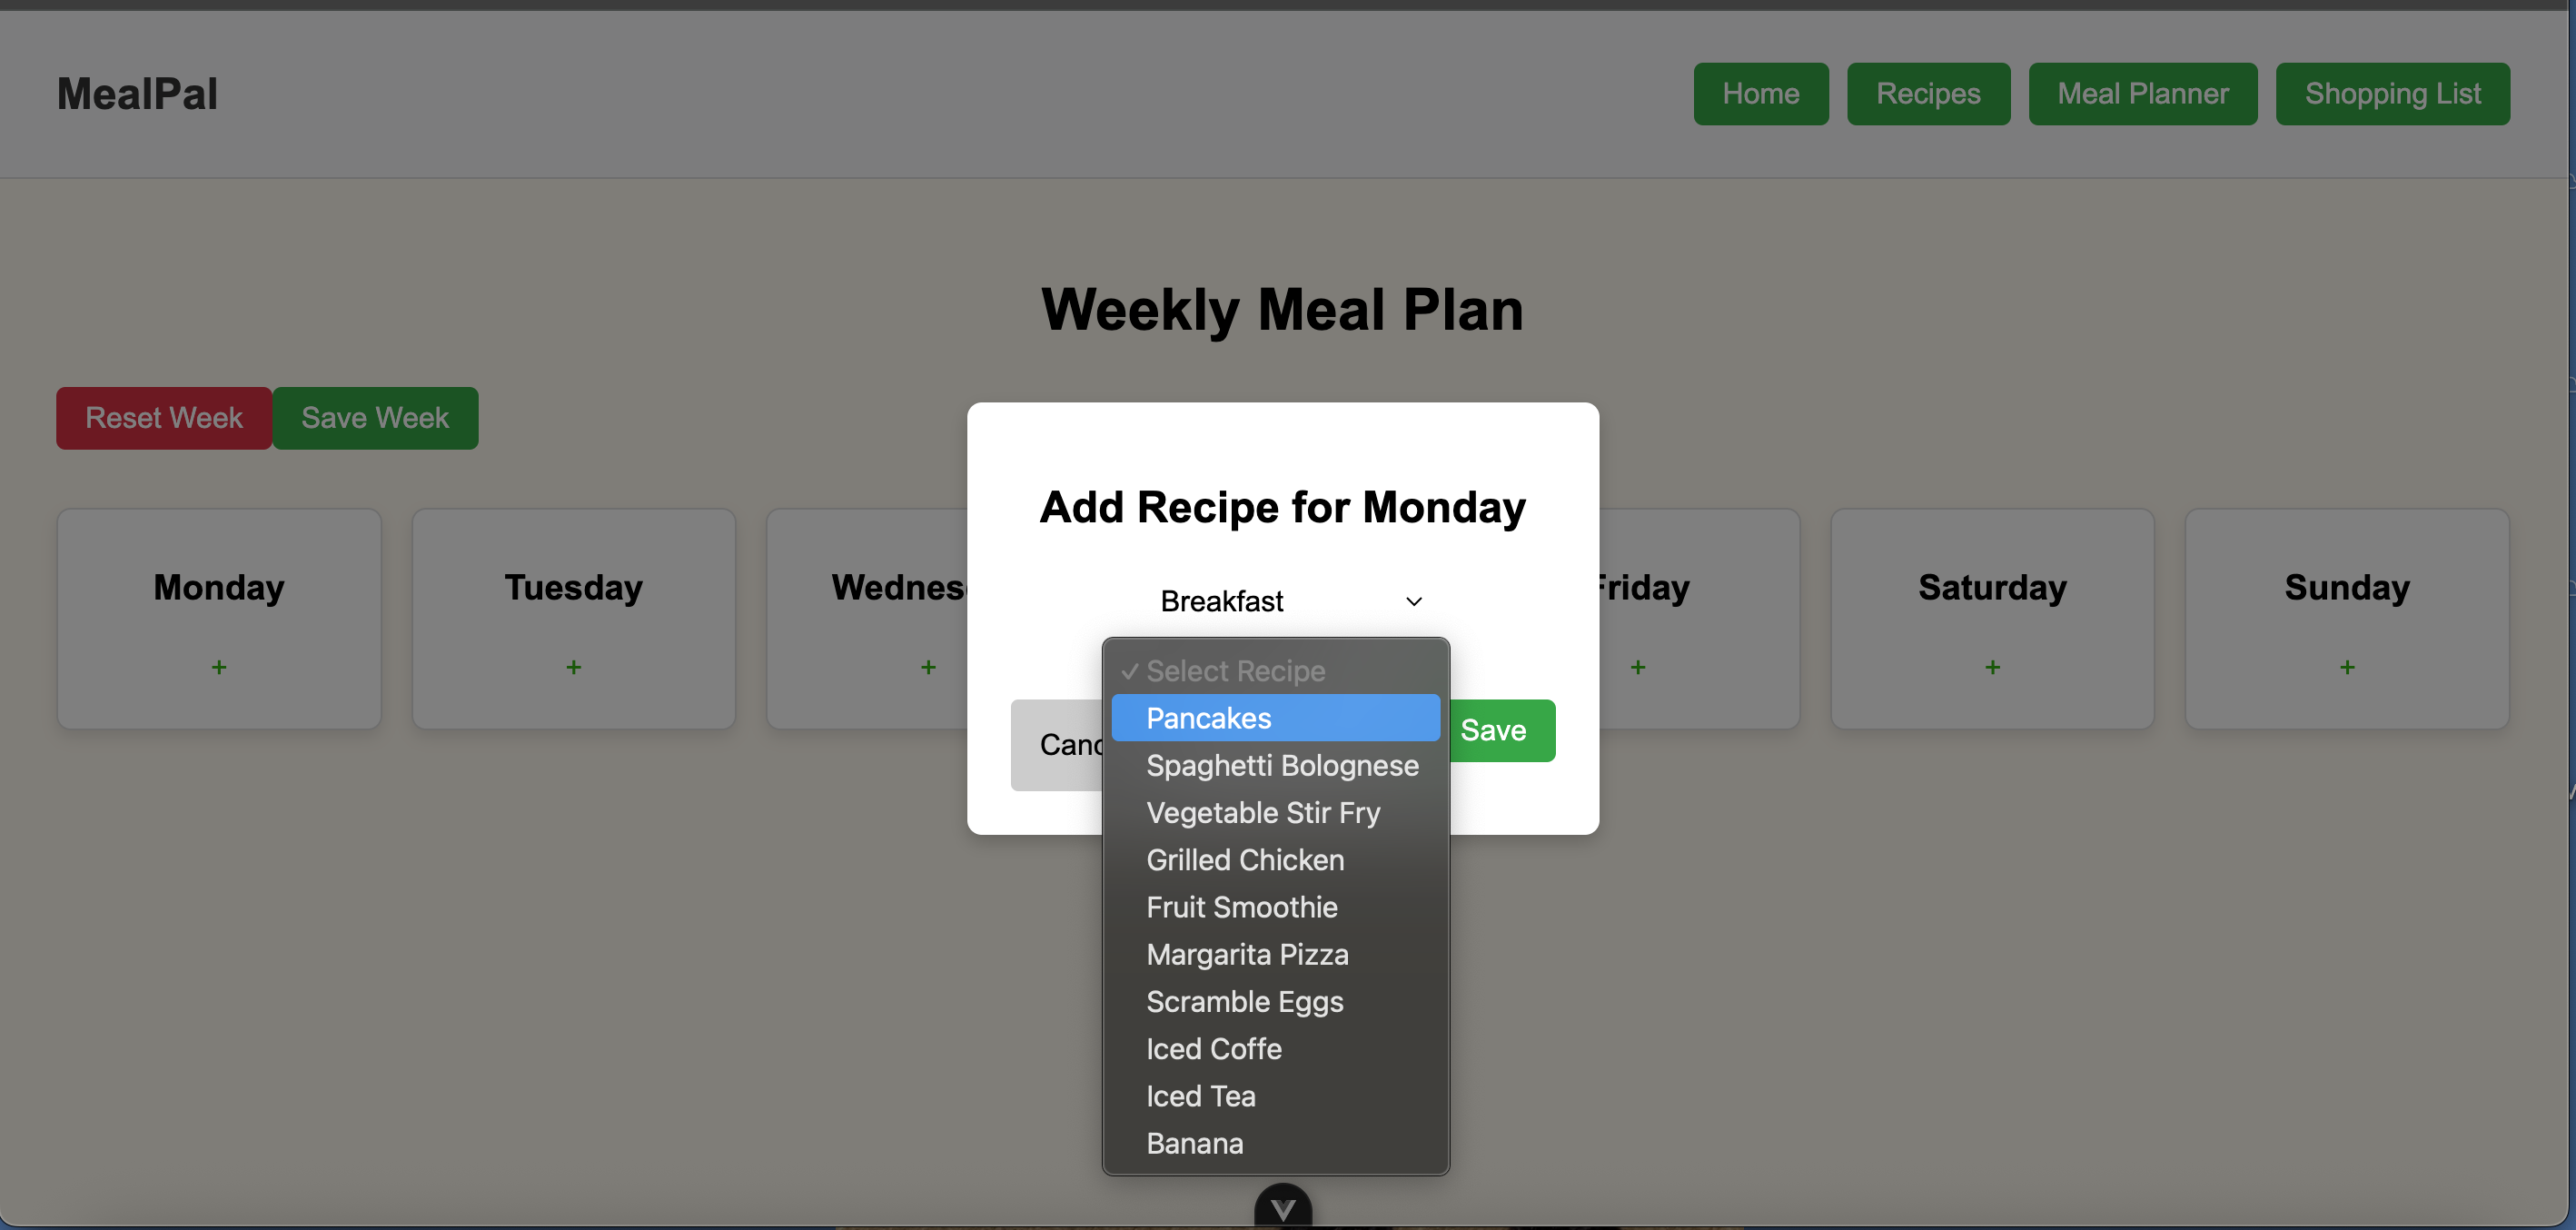 MealPal
Home
Recipes
Meal Planner
Shopping List
Weekly Meal Plan
Reset Week
Save Week
Add Recipe for Monday
Breakfast
Monday
Tuesday
Wednes
Friday
Saturday
Sunday
+
+
+
+
+
+
✓ Select Recipe
Pancakes
Spaghetti Bolognese
Vegetable Stir Fry
Grilled Chicken
Fruit Smoothie
Margarita Pizza
Scramble Eggs
Iced Coffe
Iced Tea
Banana
Canc
Save